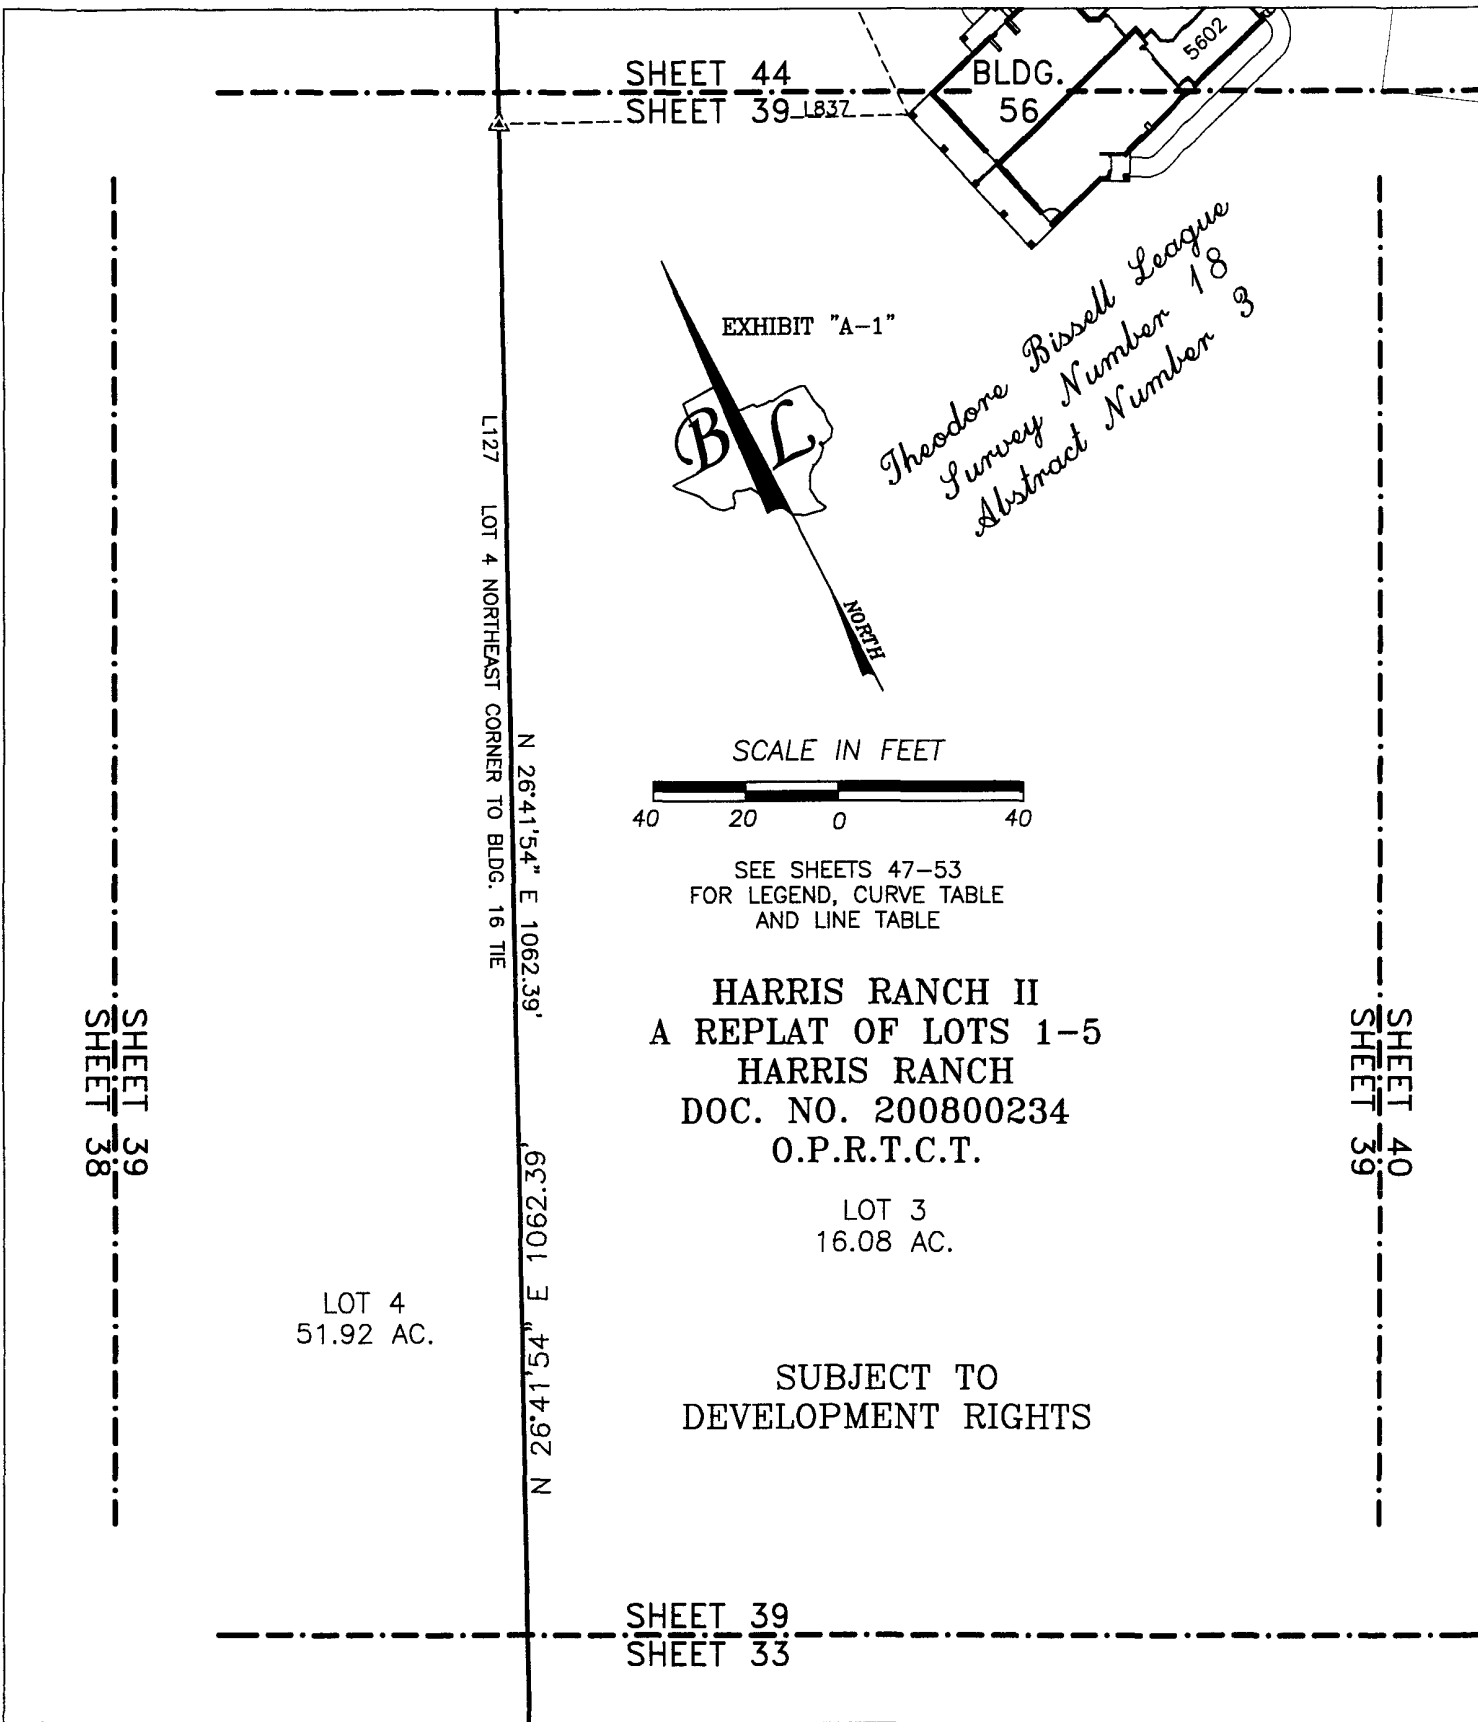 5602
SHEET 44
BLDG.
56
SHEET 39
L837
Theodore Bissell League
Survey Number 18
Abstract Number 3
EXHIBIT "A-1"
B L
NORTH
L127 LOT 4 NORTHEAST CORNER TO BLDG. 16 TIE
N 26°41'54" E 1062.39'
SCALE IN FEET
40 20 0 40
SEE SHEETS 47-53
FOR LEGEND, CURVE TABLE
AND LINE TABLE
HARRIS RANCH II
A REPLAT OF LOTS 1-5
HARRIS RANCH
DOC. NO. 200800234
O.P.R.T.C.T.
SHEET 39
SHEET 38
SHEET 40
SHEET 39
N 26°41'54" E 1062.39'
LOT 3
16.08 AC.
LOT 4
51.92 AC.
SUBJECT TO
DEVELOPMENT RIGHTS
SHEET 39
SHEET 33